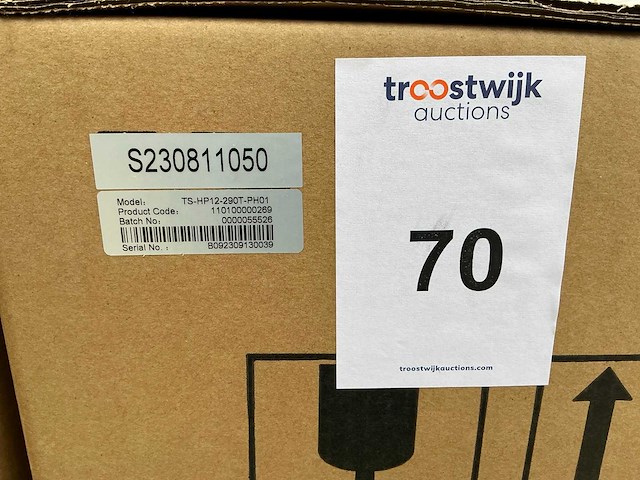 S230811050
Model: TS-HP12-290T-PH01
Product Code: 110100000269
Batch No: 0000055526
Serial No. : B092309130039
troostwijk
auctions
70
troostwijkauctions.com